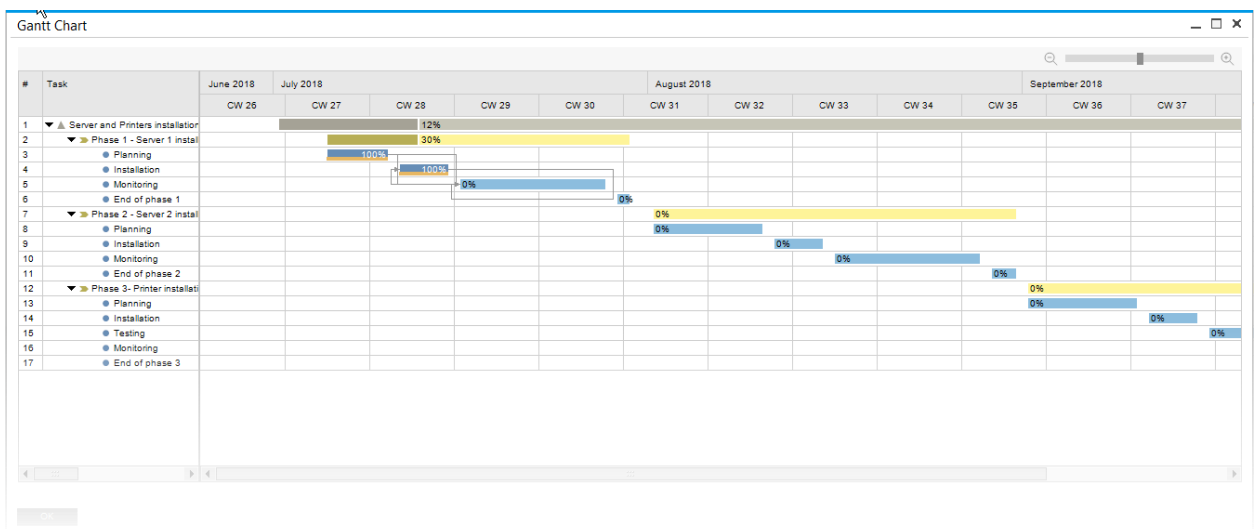 Gantt Chart
# Task June 2018 July 2018 August 2018 September 2018
CW 26 CW 27 CW 28 CW 29 CW 30 CW 31 CW 32 CW 33 CW 34 CW 35 CW 36 CW 37
1 Server and Printers installation 12%
2 Phase 1 - Server 1 instal 30%
3 Planning 100%
4 Installation 100%
5 Monitoring 0%
6 End of phase 1 0%
7 Phase 2 - Server 2 instal 0%
8 Planning 0%
9 Installation 0%
10 Monitoring 0%
11 End of phase 2 0%
12 Phase 3- Printer installati 0%
13 Planning 0%
14 Installation 0%
15 Testing 0%
16 Monitoring
17 End of phase 3
OK